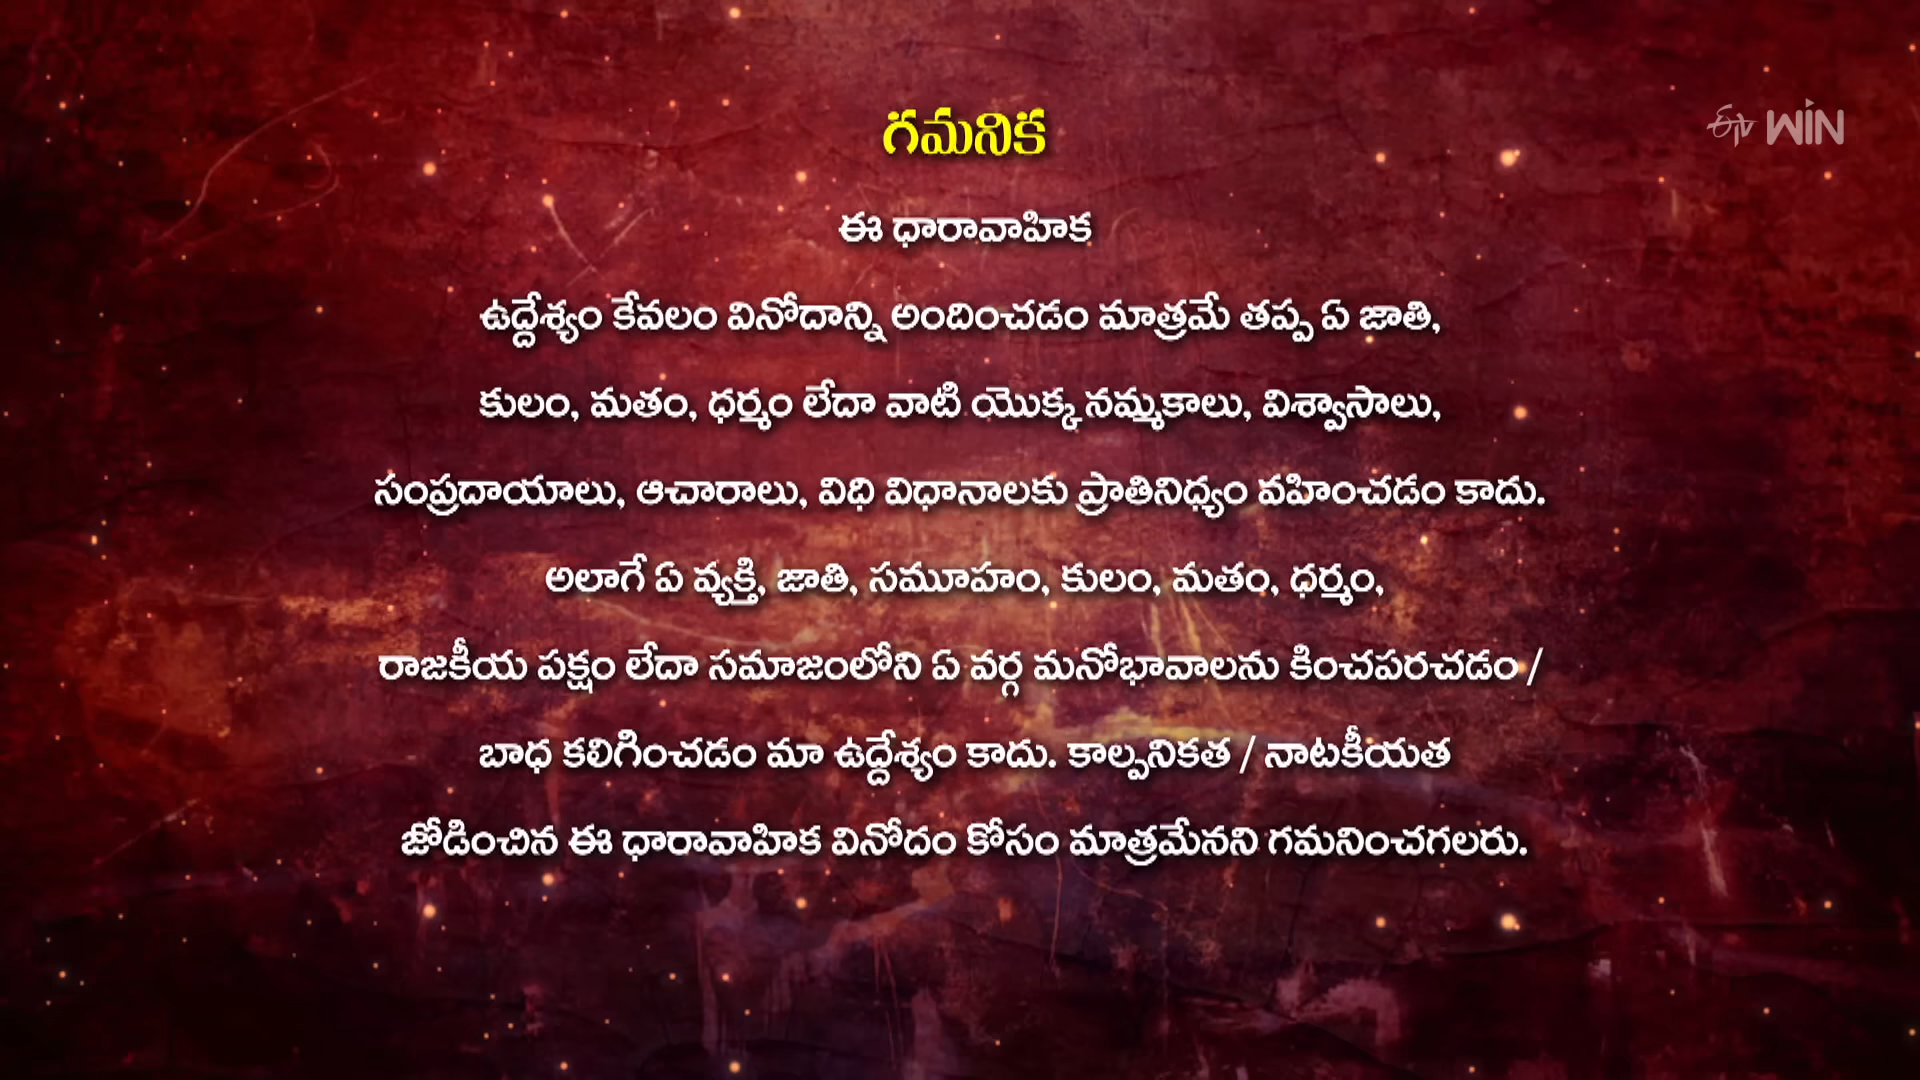 గమనిక
ఈటీవీ WIN
ఈ ధారావాహిక
ఉద్దేశ్యం కేవలం వినోదాన్ని అందించడం మాత్రమే తప్ప ఏ జాతి,
కులం, మతం, ధర్మం లేదా వాటి యొక్క నమ్మకాలు, విశ్వాసాలు,
సంప్రదాయాలు, ఆచారాలు, విధి విధానాలకు ప్రాతినిధ్యం వహించడం కాదు.
అలాగే ఏ వ్యక్తి, జాతి, సమూహం, కులం, మతం, ధర్మం,
రాజకీయ పక్షం లేదా సమాజంలోని ఏ వర్గ మనోభావాలను కించపరచడం /
బాధ కలిగించడం మా ఉద్దేశ్యం కాదు. కాల్పనికత / నాటకీయత
జోడించిన ఈ ధారావాహిక వినోదం కోసం మాత్రమేనని గమనించగలరు.